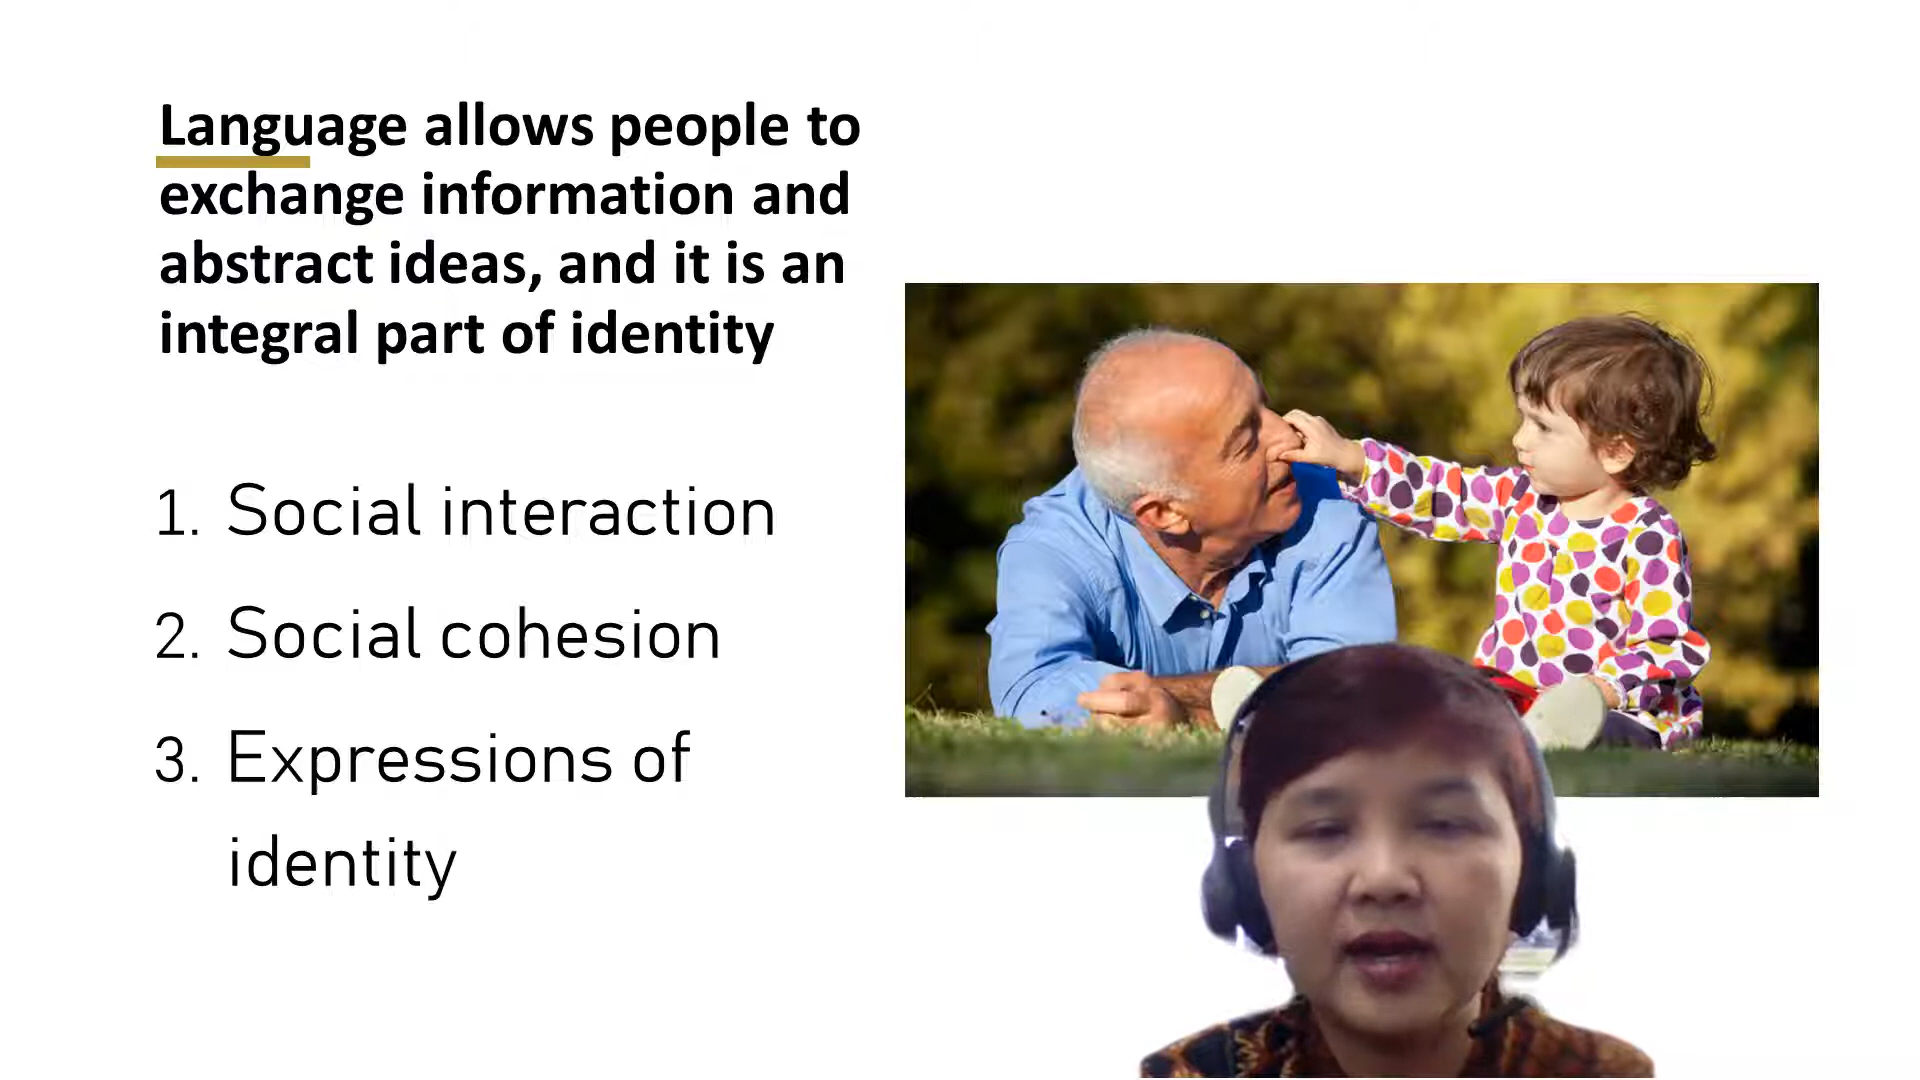 Language allows people to
exchange information and
abstract ideas, and it is an
integral part of identity
1. Social interaction
2. Social cohesion
3. Expressions of
identity